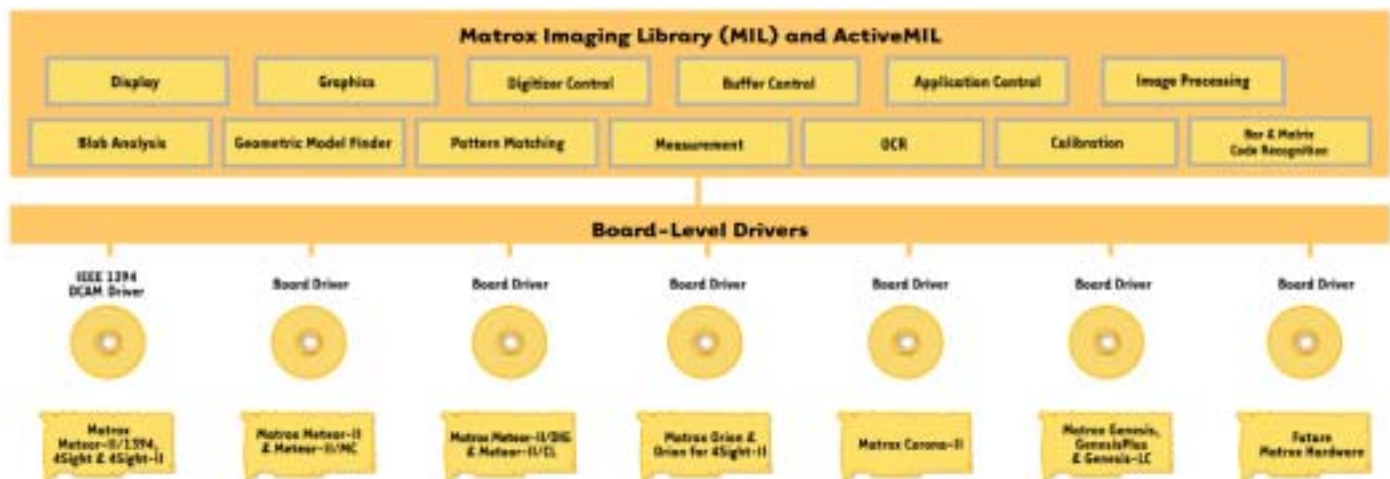 Matrox Imaging Library (MIL) and ActiveMIL
Display
Graphics
Digitizer Control
Buffer Control
Application Control
Image Processing
Blob Analysis
Geometric Model Finder
Pattern Matching
Measurement
OCR
Calibration
Bar & Matrix
Code Recognition
Board-Level Drivers
IEEE 1394
DCAM Driver
Board Driver
Board Driver
Board Driver
Board Driver
Board Driver
Board Driver
Matrox
Meteor-II/1394,
4Sight & 4Sight-II
Matrox Meteor-II
& Meteor-II/MC
Matrox Meteor-II/DIG
& Meteor-II/CL
Matrox Orion &
Orion for 4Sight-II
Matrox Corona-II
Matrox Genesis,
GenesisPlus
& Genesis-LC
Future
Matrox Hardware